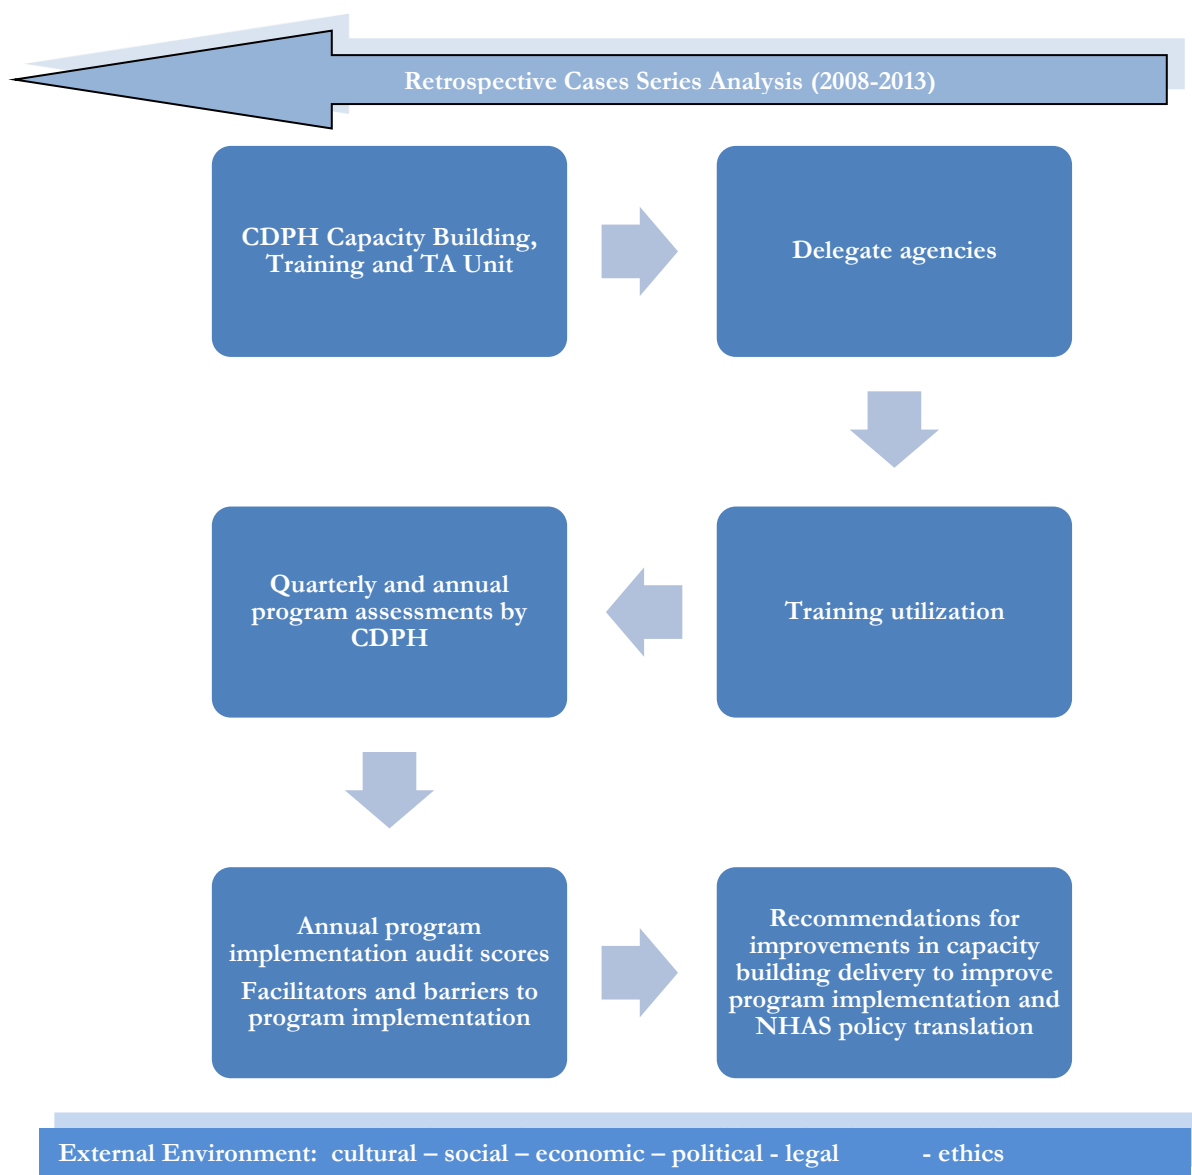 Retrospective Cases Series Analysis (2008-2013)
CDPH Capacity Building,
Training and TA Unit
Delegate agencies
Training utilization
Quarterly and annual
program assessments by
CDPH
Annual program
implementation audit scores
Facilitators and barriers to
program implementation
Recommendations for
improvements in capacity
building delivery to improve
program implementation and
NHAS policy translation
External Environment: cultural – social – economic – political - legal - ethics